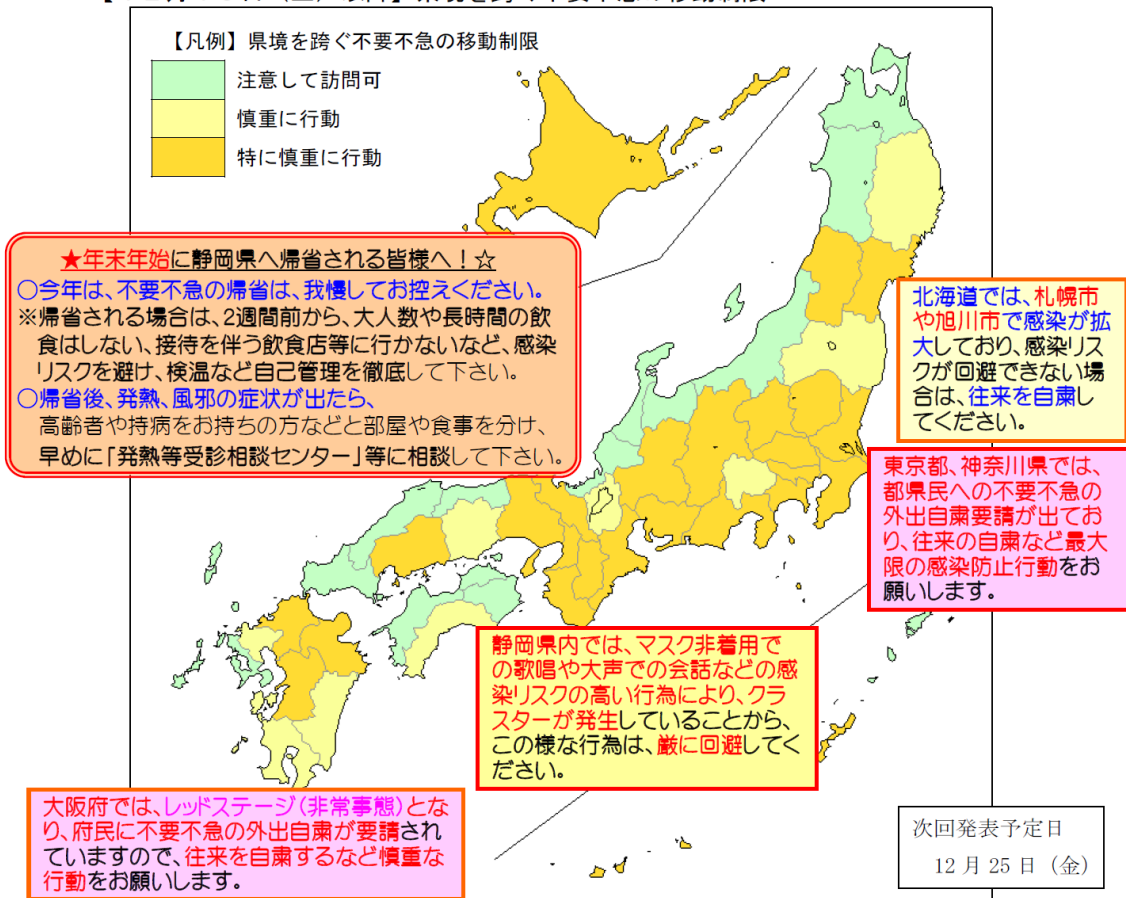 【凡例】県境を跨ぐ不要不急の移動制限
注意して訪問可
慎重に行動
特に慎重に行動
★年末年始に静岡県へ帰省される皆様へ！☆
○今年は、不要不急の帰省は、我慢してお控えください。
※帰省される場合は、2週間前から、大人数や長時間の飲
食はしない、接待を伴う飲食店等に行かないなど、感染
リスクを避け、検温など自己管理を徹底して下さい。
○帰省後、発熱、風邪の症状が出たら、
高齢者や持病をお持ちの方などと部屋や食事を分け、
早めに「発熱等受診相談センター」等に相談して下さい。
北海道では、札幌市
や旭川市で感染が拡
大しており、感染リス
クが回避できない場
合は、往来を自粛し
てください。
東京都、神奈川県では、
都県民への不要不急の
外出自粛要請が出てお
り、往来の自粛など最大
限の感染防止行動をお
願いします。
静岡県内では、マスク非着用で
の歌唱や大声での会話などの感
染リスクの高い行為により、クラ
スターが発生していることから、
この様な行為は、厳に回避してく
ださい。
大阪府では、レッドステージ（非常事態）とな
り、府民に不要不急の外出自粛が要請され
ていますので、往来を自粛するなど慎重な
行動をお願いします。
次回発表予定日
12月25日（金）